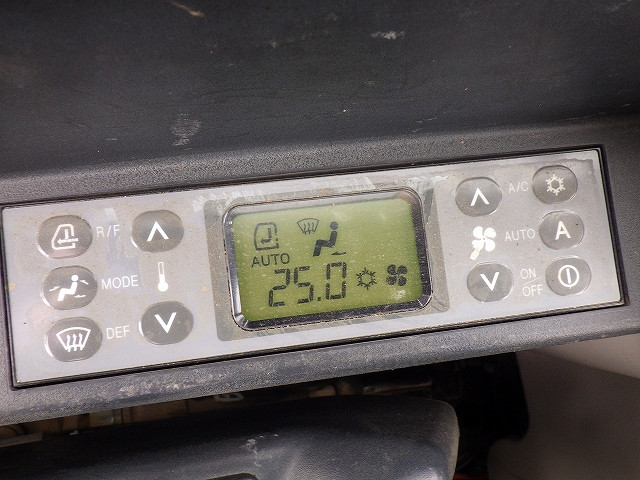 R/F
MODE
DEF
AUTO
25.0
A/C
AUTO
A
ON
OFF